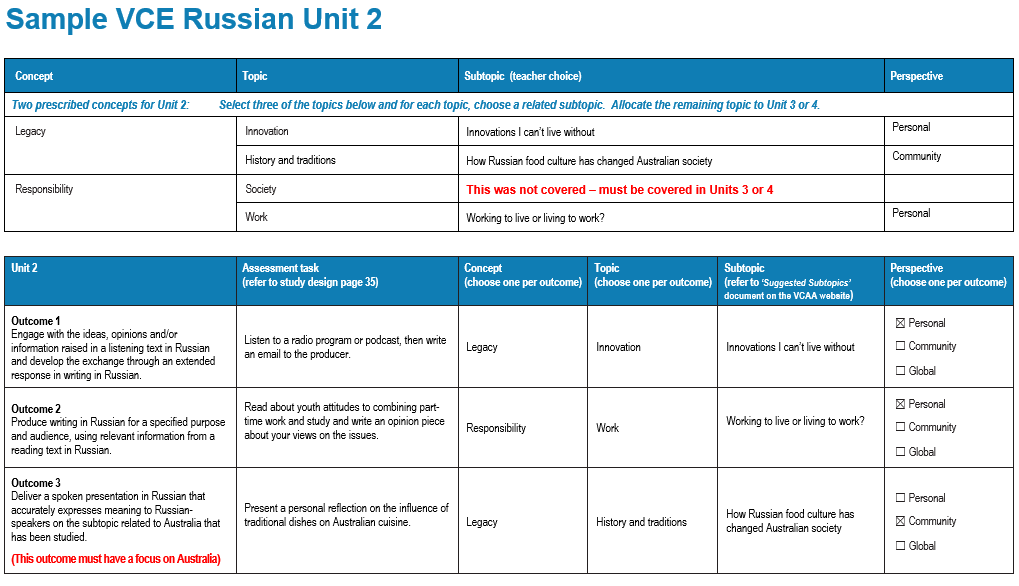 Sample VCE Russian Unit 2
Concept Topic Subtopic (teacher choice) Perspective
Two prescribed concepts for Unit 2: Select three of the topics below and for each topic, choose a related subtopic. Allocate the remaining topic to Unit 3 or 4.
Legacy Innovation Innovations I can't live without Personal
History and traditions How Russian food culture has changed Australian society Community
Responsibility Society This was not covered – must be covered in Units 3 or 4
Work Working to live or living to work? Personal
Unit 2
Assessment task
(refer to study design page 35)
Concept
(choose one per outcome)
Topic
(choose one per outcome)
Subtopic
(refer to 'Suggested Subtopics'
document on the VCAA website)
Perspective
(choose one per outcome)
Outcome 1
Engage with the ideas, opinions and/or
information raised in a listening text in Russian
and develop the exchange through an extended
response in writing in Russian.
Listen to a radio program or podcast, then write
an email to the producer.
Legacy
Innovation
Innovations I can't live without
☒ Personal
☐ Community
☐ Global
Outcome 2
Produce writing in Russian for a specified purpose
and audience, using relevant information from a
reading text in Russian.
Read about youth attitudes to combining part-
time work and study and write an opinion piece
about your views on the issues.
Responsibility
Work
Working to live or living to work?
☒ Personal
☐ Community
☐ Global
Outcome 3
Deliver a spoken presentation in Russian that
accurately expresses meaning to Russian-
speakers on the subtopic related to Australia that
has been studied.
(This outcome must have a focus on Australia)
Present a personal reflection on the influence of
traditional dishes on Australian cuisine.
Legacy
History and traditions
How Russian food culture has
changed Australian society
☐ Personal
☒ Community
☐ Global